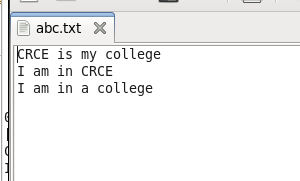 abc.txt
CRCE is my college
I am in CRCE
I am in a college